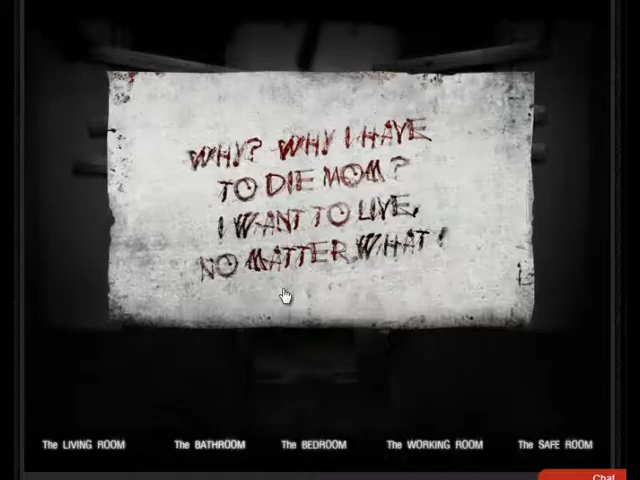 WHY? WHY I HAVE
TO DIE MOM?
I WANT TO LIVE,
NO MATTER WHAT!
The LIVING ROOM The BATHROOM The BEDROOM The WORKING ROOM The SAFE ROOM
Chat